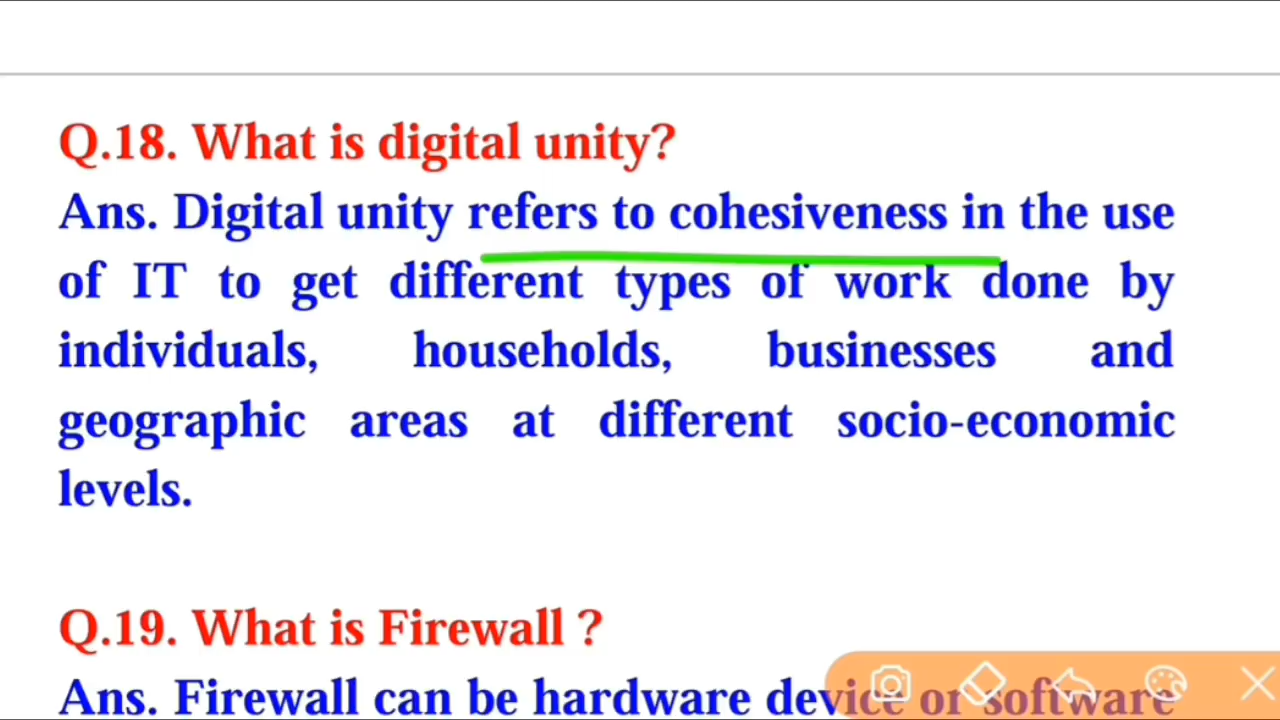 Q.18. What is digital unity?
Ans. Digital unity refers to cohesiveness in the use
of IT to get different types of work done by
individuals, households, businesses and
geographic areas at different socio-economic
levels.
Q.19. What is Firewall ?
Ans. Firewall can be hardware device or software